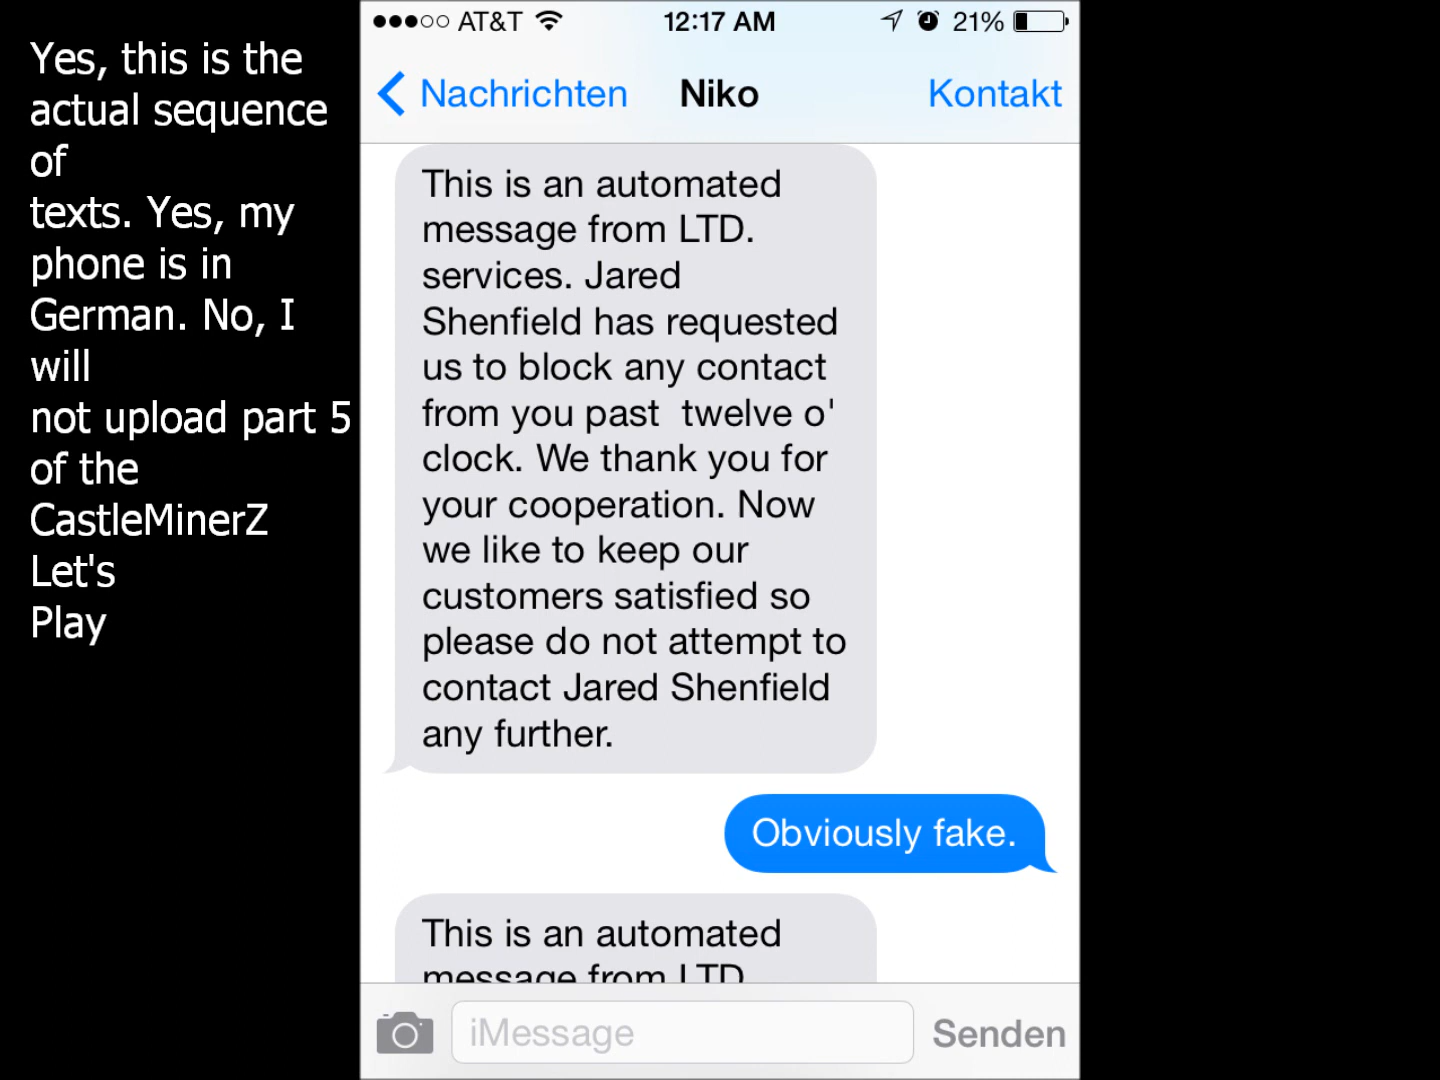 Yes, this is the
actual sequence
of
texts. Yes, my
phone is in
German. No, I
will
not upload part 5
of the
CastleMinerZ
Let's
Play
AT&T 12:17 AM 21%
Nachrichten Niko Kontakt
This is an automated
message from LTD.
services. Jared
Shenfield has requested
us to block any contact
from you past  twelve o'
clock. We thank you for
your cooperation. Now
we like to keep our
customers satisfied so
please do not attempt to
contact Jared Shenfield
any further.
Obviously fake.
This is an automated
message from LTD
iMessage Senden